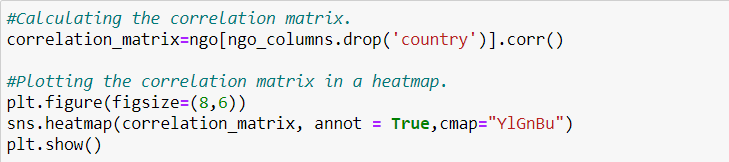 #Calculating the correlation matrix.
correlation_matrix=ngo[ngo_columns.drop('country')].corr()
#Plotting the correlation matrix in a heatmap.
plt.figure(figsize=(8,6))
sns.heatmap(correlation_matrix, annot = True,cmap="YlGnBu")
plt.show()